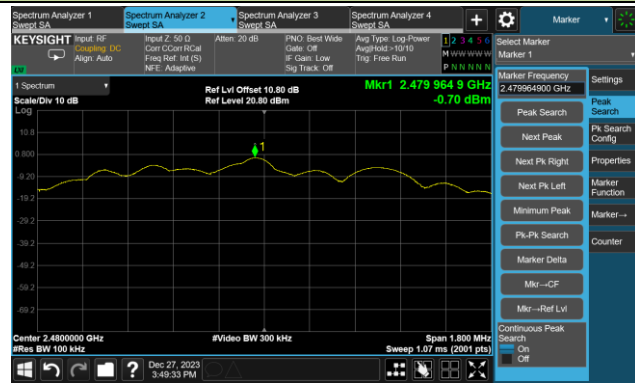 Spectrum Analyzer 1
Swept SA
Spectrum Analyzer 2
Swept SA
Spectrum Analyzer 3
Swept SA
Spectrum Analyzer 4
Swept SA
+
Marker
KEYSIGHT
Input: RF
Coupling: DC
Align: Auto
Input Z: 50 Ω
Corr CCorr RCal
Freq Ref: Int (S)
NFE: Adaptive
Atten: 20 dB
PNO: Best Wide
Gate: Off
IF Gain: Low
Sig Track: Off
Avg Type: Log-Power
Avg|Hold:>10/10
Trig: Free Run
1 2 3 4 5 6
M W W W W W
P N N N N N
Select Marker
Marker 1
1 Spectrum
Scale/Div 10 dB
Log
Ref Lvl Offset 10.80 dB
Ref Level 20.80 dBm
Mkr1 2.479 964 9 GHz
-0.70 dBm
10.8
0.800
-9.20
-19.2
-29.2
-39.2
-49.2
-59.2
-69.2
1
Center 2.4800000 GHz
#Res BW 100 kHz
#Video BW 300 kHz
Span 1.800 MHz
Sweep 1.07 ms (2001 pts)
Marker Frequency
2.479964900 GHz
Peak Search
Next Peak
Next Pk Right
Next Pk Left
Minimum Peak
Pk-Pk Search
Marker Delta
Mkr→CF
Mkr→Ref Lvl
Continuous Peak
Search
On
Off
Settings
Peak
Search
Pk Search
Config
Properties
Marker
Function
Marker→
Counter
?
Dec 27, 2023
3:49:33 PM